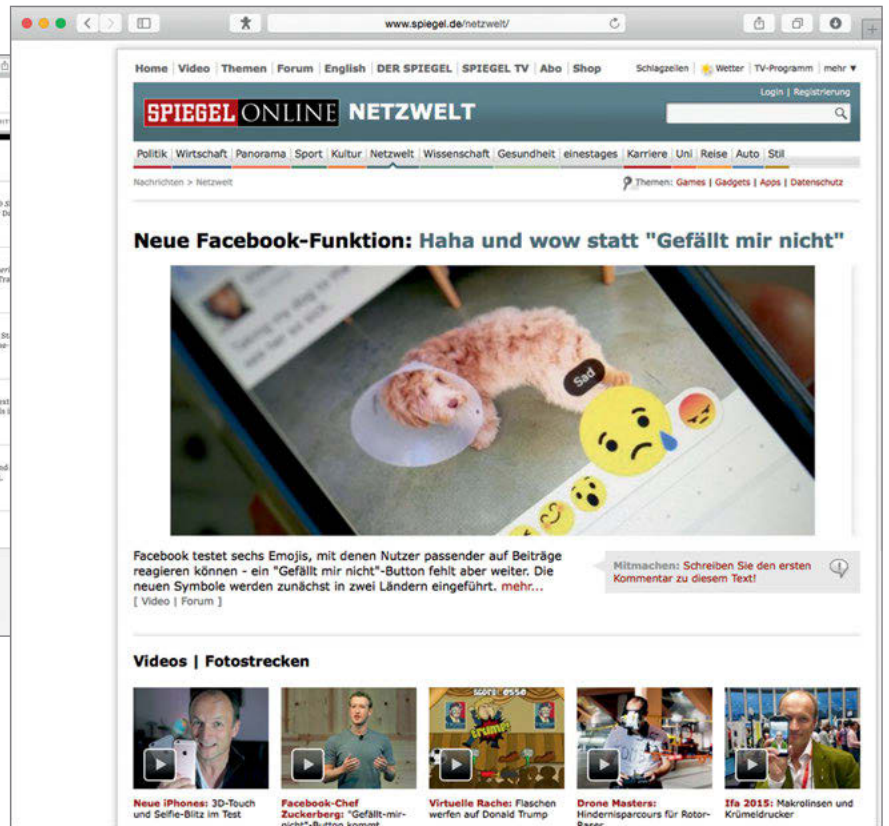 www.spiegel.de/netzwelt/
Home | Video | Themen | Forum | English | DER SPIEGEL | SPIEGEL TV | Abo | Shop
Schlagzeilen | Wetter | TV-Programm | mehr ▼
Login | Registrierung
SPIEGEL ONLINE NETZWELT
Politik | Wirtschaft | Panorama | Sport | Kultur | Netzwelt | Wissenschaft | Gesundheit | einestages | Karriere | Uni | Reise | Auto | Stil
Nachrichten > Netzwelt
Themen: Games | Gadgets | Apps | Datenschutz
Neue Facebook-Funktion: Haha und wow statt "Gefällt mir nicht"
Sad
Facebook testet sechs Emojis, mit denen Nutzer passender auf Beiträge
reagieren können - ein "Gefällt mir nicht"-Button fehlt aber weiter. Die
neuen Symbole werden zunächst in zwei Ländern eingeführt. mehr...
[ Video | Forum ]
Mitmachen: Schreiben Sie den ersten
Kommentar zu diesem Text!
Videos | Fotostrecken
Neue iPhones: 3D-Touch
und Selfie-Blitz im Test
Facebook-Chef
Zuckerberg: "Gefällt-mir-
nicht"-Button kommt
Virtuelle Rache: Flaschen
werfen auf Donald Trump
Drone Masters:
Hindernisparcours für Rotor-
Racer
Ifa 2015: Makrolinsen und
Krümeldrucker